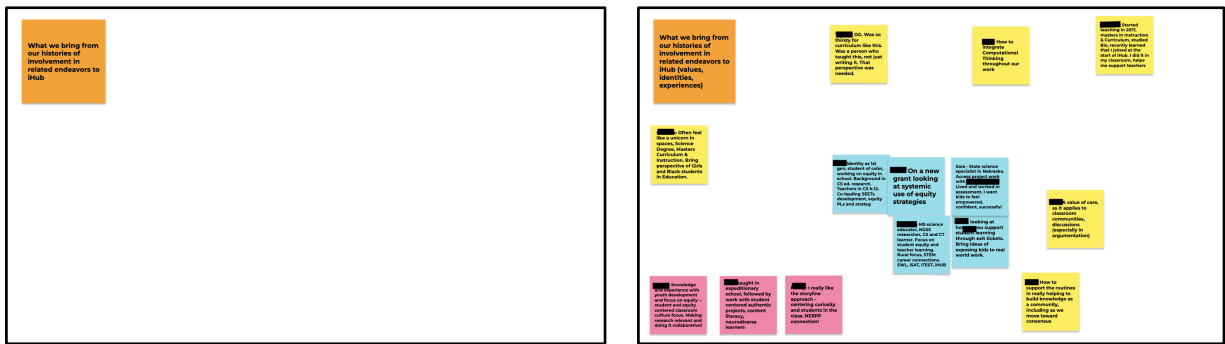 What we bring from
our histories of
involvement in
related endeavors to
iHub
What we bring from
our histories of
involvement in
related endeavors to
iHub (values,
identities,
experiences)
OG. Was so
thirsty for
curriculum like this.
Was a person who
taught this, not just
writing it. That
perspective was
needed.
How to
integrate
Computational
Thinking
throughout our
work
Started
teaching in 2017,
masters in Instruction
& Curriculum, studied
Bio, recently learned
that I joined at the
start of iHub. I did it in
my classroom, helps
me support teachers
Often feel
like a unicorn in
spaces, Science
Degree, Masters
Curriculum &
Instruction. Bring
perspective of Girls
and Black students
in Education.
identity as 1st
gen, student of color,
working on equity in
school. Background in
CS ed. research.
Teachers in CS k-12.
Co-leading SEETs
development, equity
PLs and strateg
On a new
grant looking
at systemic
use of equity
strategies
Sara - State science
specialist in Nebraska,
Access project work
with
Lived and worked in
assessment. I want
kids to feel
empowered,
confident, successful
A value of care,
as it applies to
classroom
communities,
discussions
(especially in
argumentation)
MS science
educator, NGSS
researcher, CS and CT
learner. Focus on
student equity and
teacher learning.
Rural focus, STEM
career connections.
SWL, iSAT, ITEST, iHUB
looking at
you support
student learning
through exit tickets.
Bring ideas of
exposing kids to real
world work.
Knowledge
and experience with
youth development
and focus on equity --
student and equity
centered classroom
culture focus. Making
research relevant and
doing it collaborative!
taught in
expeditionary
school, followed by
work with student
centered authentic
projects, content
literacy,
neurodiverse
learners
I really like
the storyline
approach -
centering curiosity
and students in the
class. NERPP
connection!
How to
support the routines
in really helping to
build knowledge as
a community,
including as we
move toward
consensus